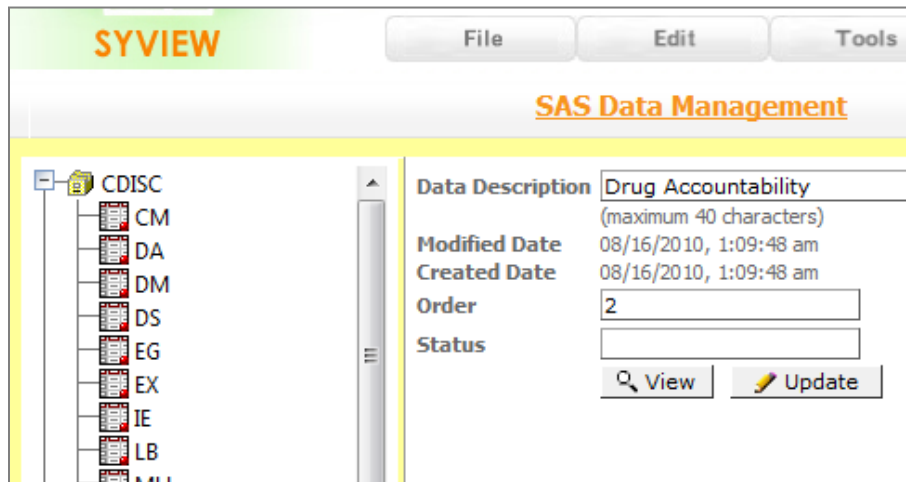 SYVIEW
File
Edit
Tools
SAS Data Management
CDISC
CM
DA
DM
DS
EG
EX
IE
LB
Data Description Drug Accountability
(maximum 40 characters)
Modified Date 08/16/2010, 1:09:48 am
Created Date 08/16/2010, 1:09:48 am
Order 2
Status
View Update